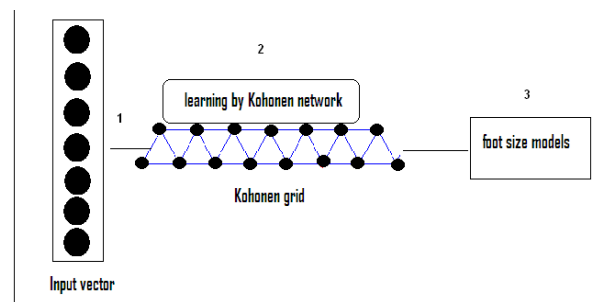 2
learning by Kohonen network
1
3
foot size models
Kohonen grid
Input vector